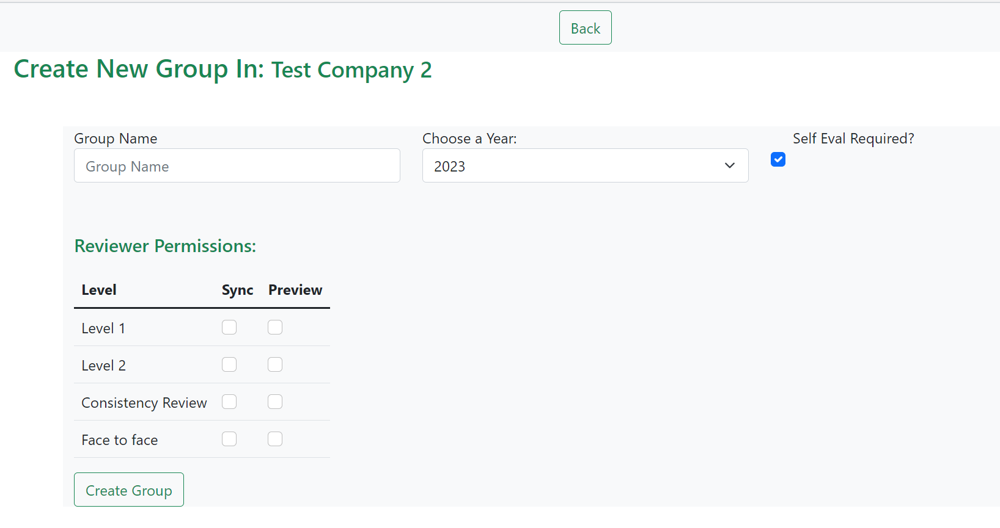 Back
Create New Group In: Test Company 2
Group Name Choose a Year: Self Eval Required?
Group Name 2023
Reviewer Permissions:
Level Sync Preview
Level 1
Level 2
Consistency Review
Face to face
Create Group